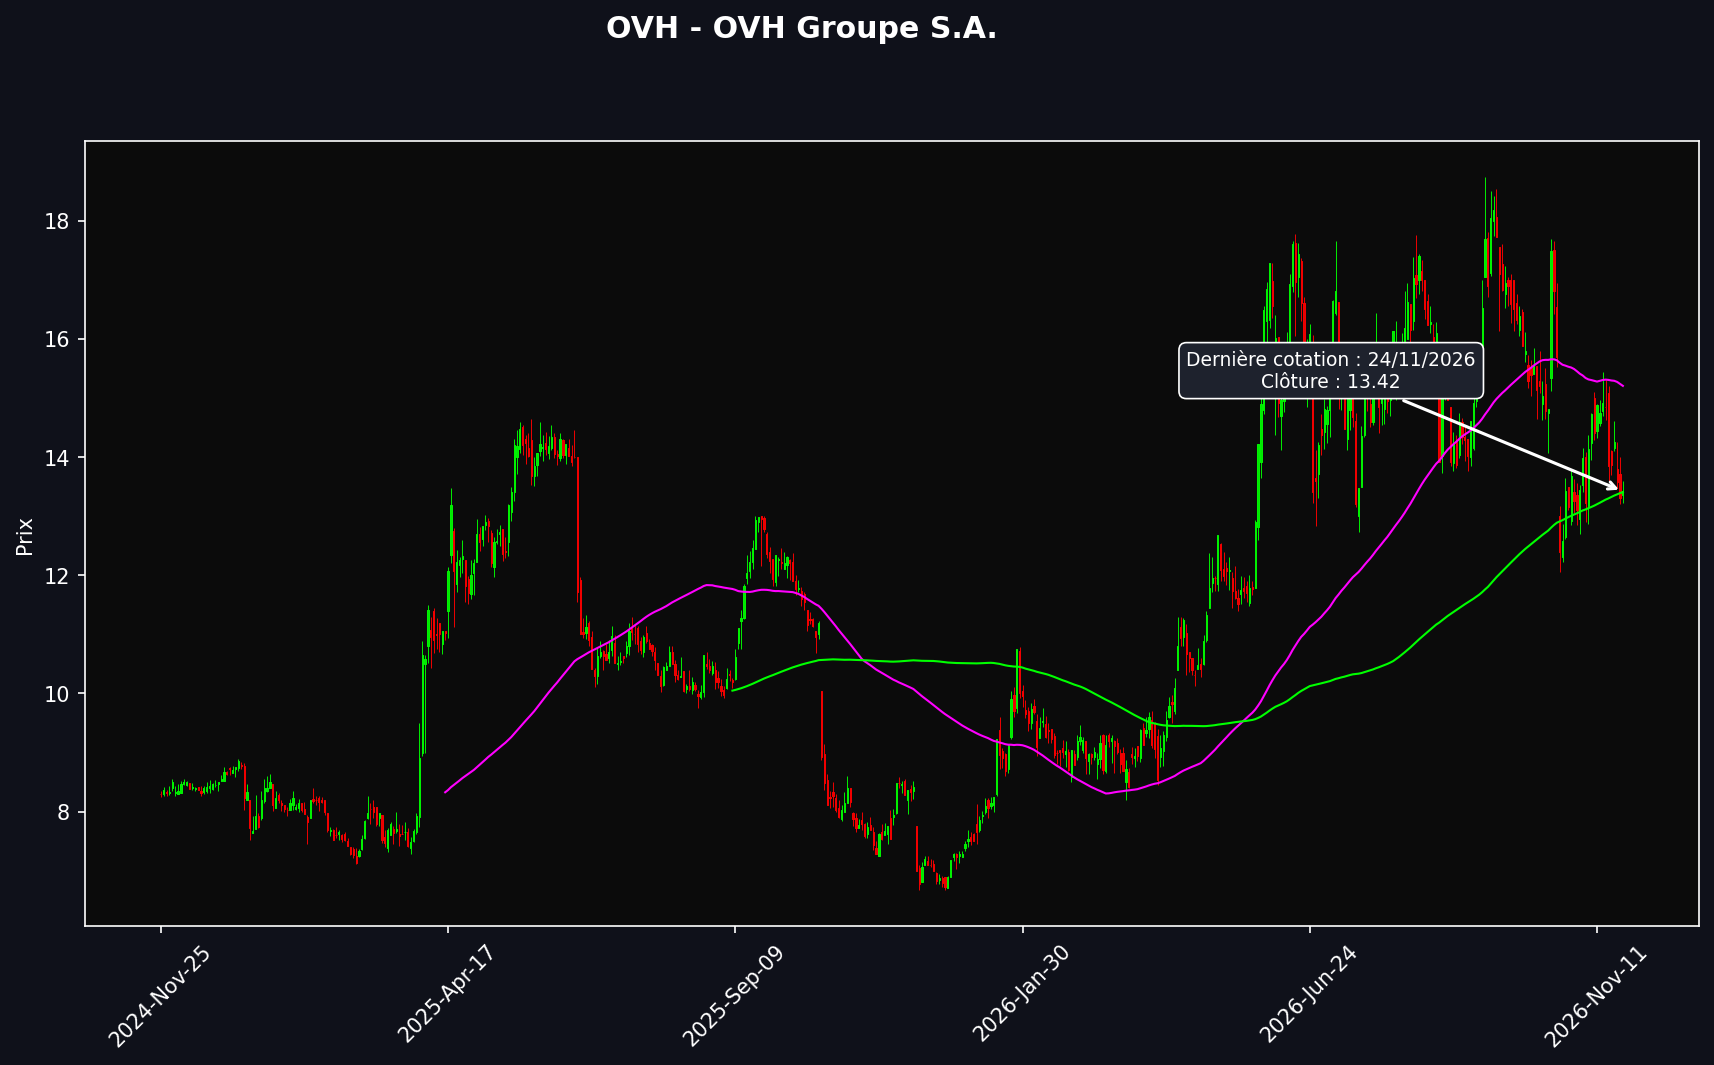 OVH - OVH Groupe S.A.
Prix
18
16
14
12
10
8
Dernière cotation : 24/11/2026
Clôture : 13.42
2024-Nov-25
2025-Apr-17
2025-Sep-09
2026-Jan-30
2026-Jun-24
2026-Nov-11